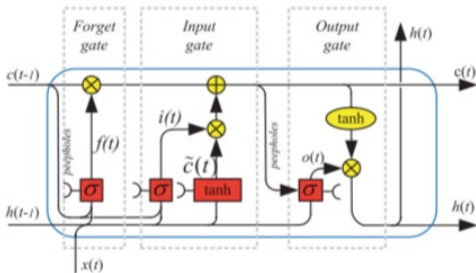 Forget gate
Input gate
Output gate
h(t)
c(t-1)
c(t)
peepholes
f(t)
i(t)
c̃(t)
peepholes
o(t)
tanh
σ
σ
tanh
σ
h(t-1)
h(t)
x(t)